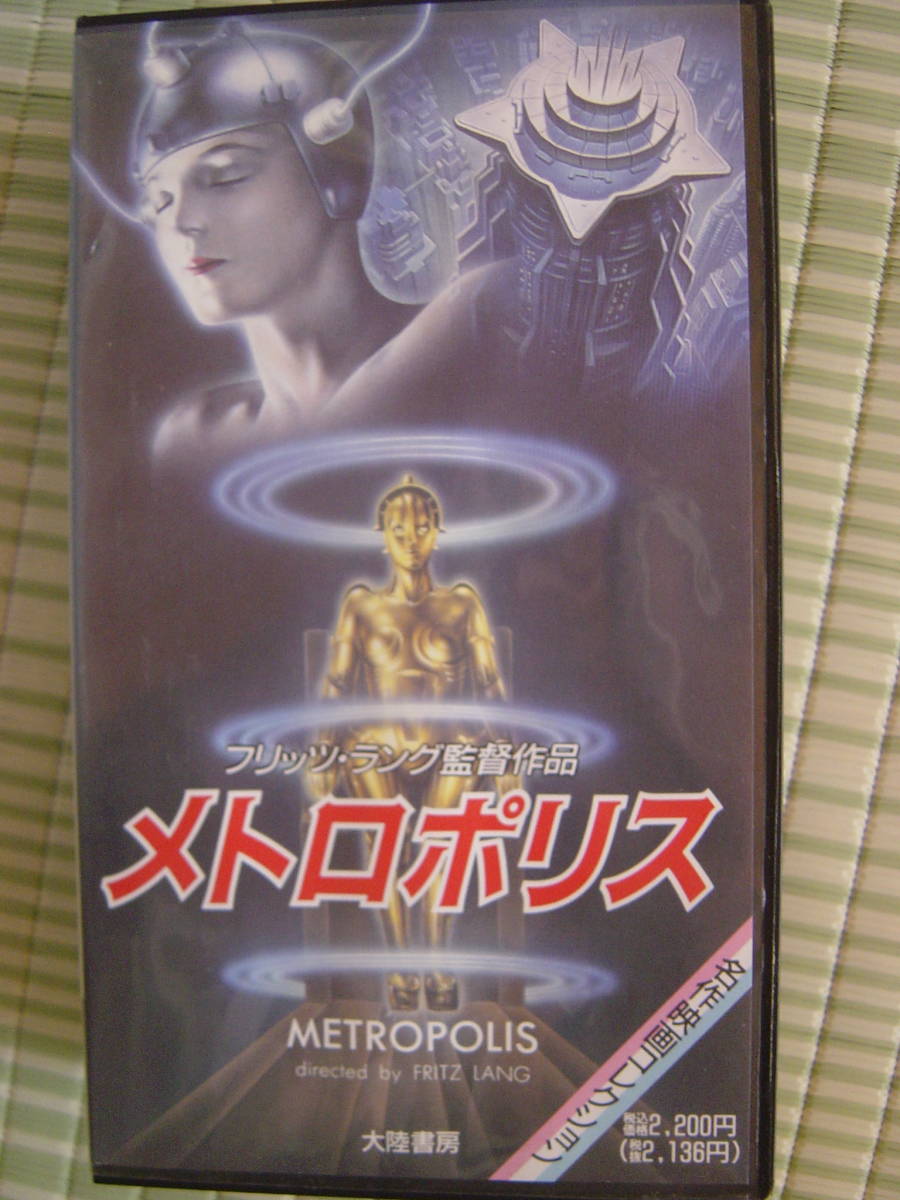 フリッツ・ラング監督作品
メトロポリス
METROPOLIS
directed by FRITZ LANG
名作映画コレクション
大陸書房
税込価格2,200円
(税抜2,136円)